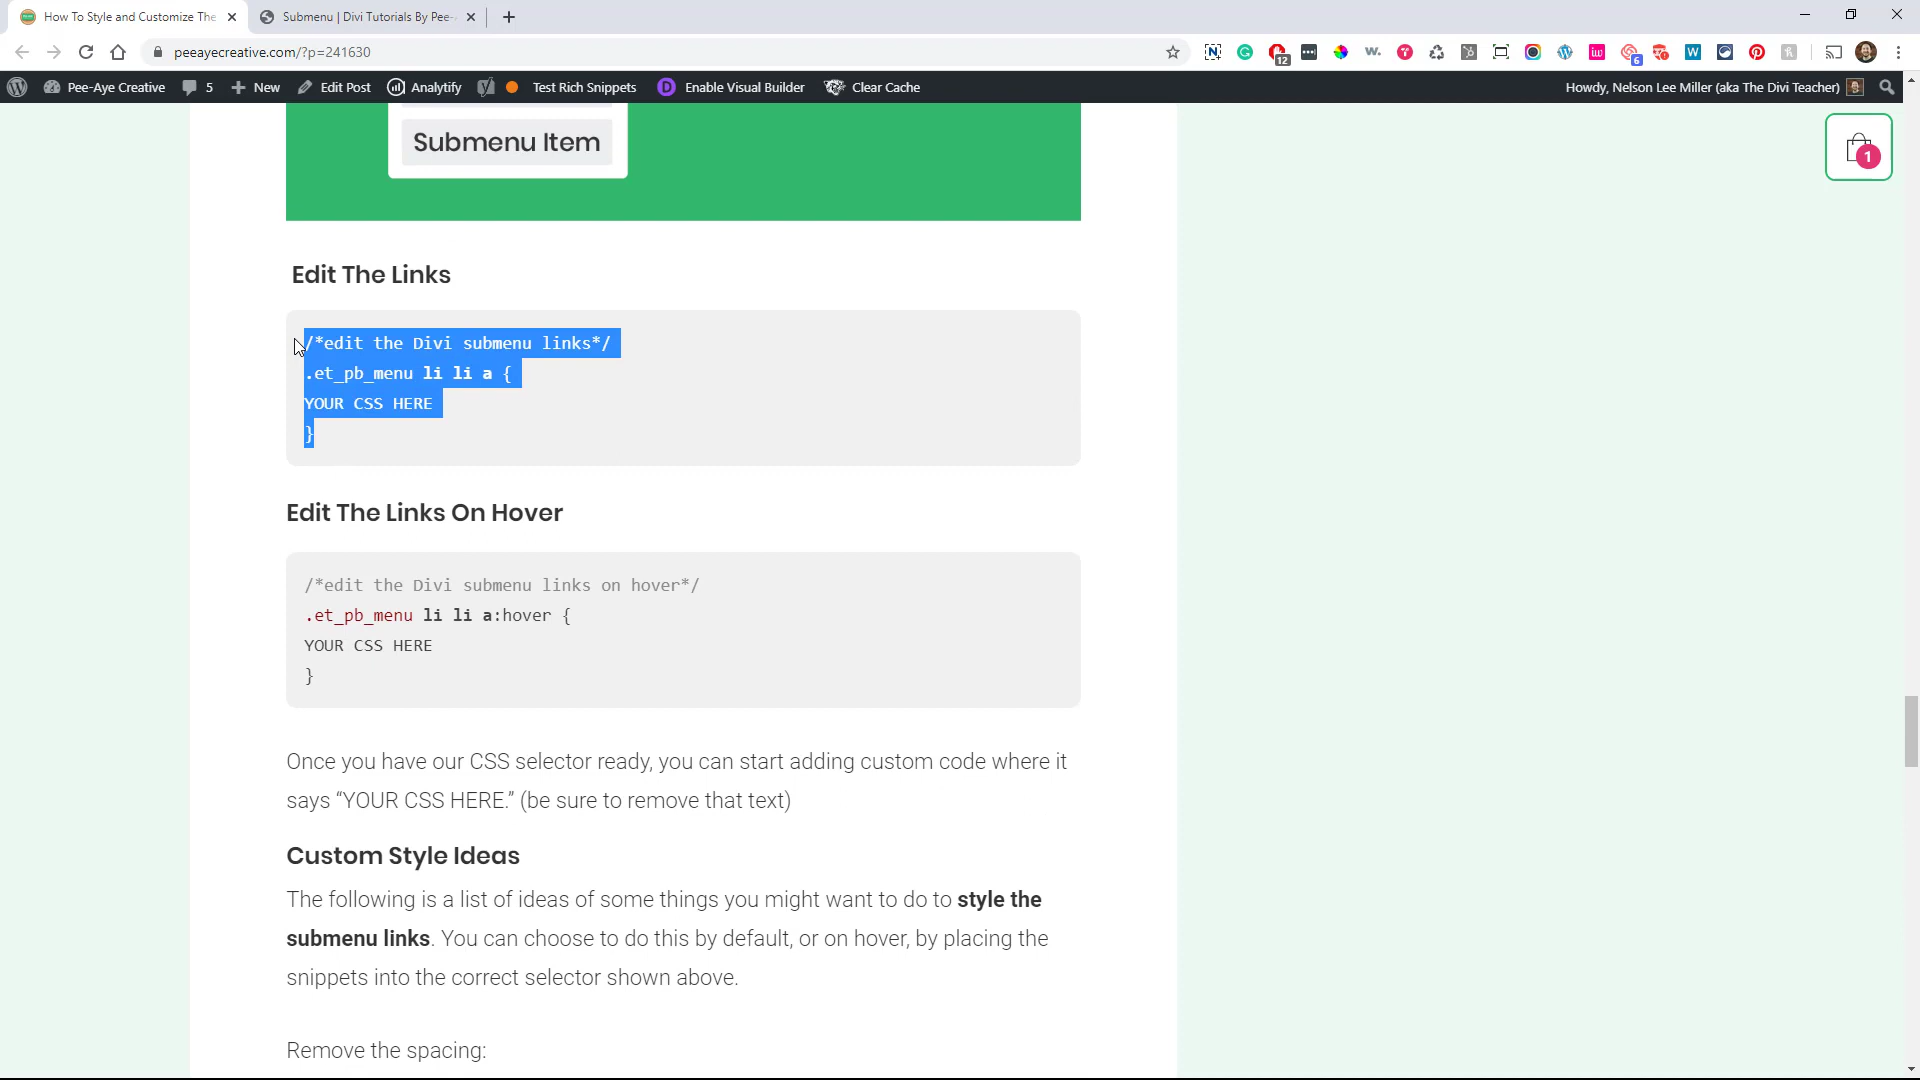 How To Style and Customize The
Submenu | Divi Tutorials By Pee-
peeayecreative.com/?p=241630
12
6
Pee-Aye Creative
5
New
Edit Post
Analytify
Test Rich Snippets
Enable Visual Builder
Clear Cache
Howdy, Nelson Lee Miller (aka The Divi Teacher)
1
Submenu Item
Edit The Links
/*edit the Divi submenu links*/
.et_pb_menu li li a {
YOUR CSS HERE
}
Edit The Links On Hover
/*edit the Divi submenu links on hover*/
.et_pb_menu li li a:hover {
YOUR CSS HERE
}
Once you have our CSS selector ready, you can start adding custom code where it
says “YOUR CSS HERE.” (be sure to remove that text)
Custom Style Ideas
The following is a list of ideas of some things you might want to do to style the
submenu links. You can choose to do this by default, or on hover, by placing the
snippets into the correct selector shown above.
Remove the spacing: